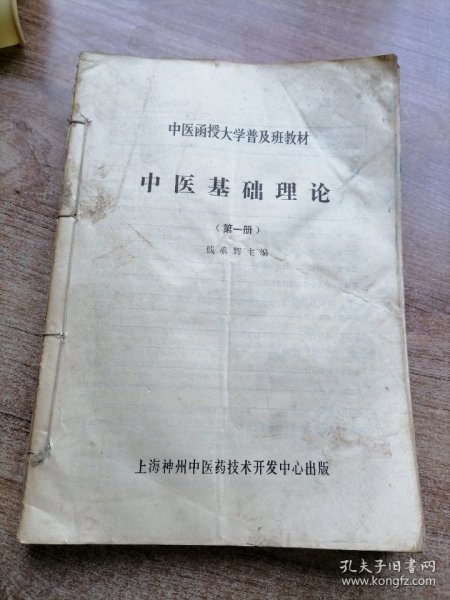 中医函授大学普及班教材
中医基础理论
(第一册)
钱承辉主编
上海神州中医药技术开发中心出版
孔夫子旧书网
www.kongfz.com